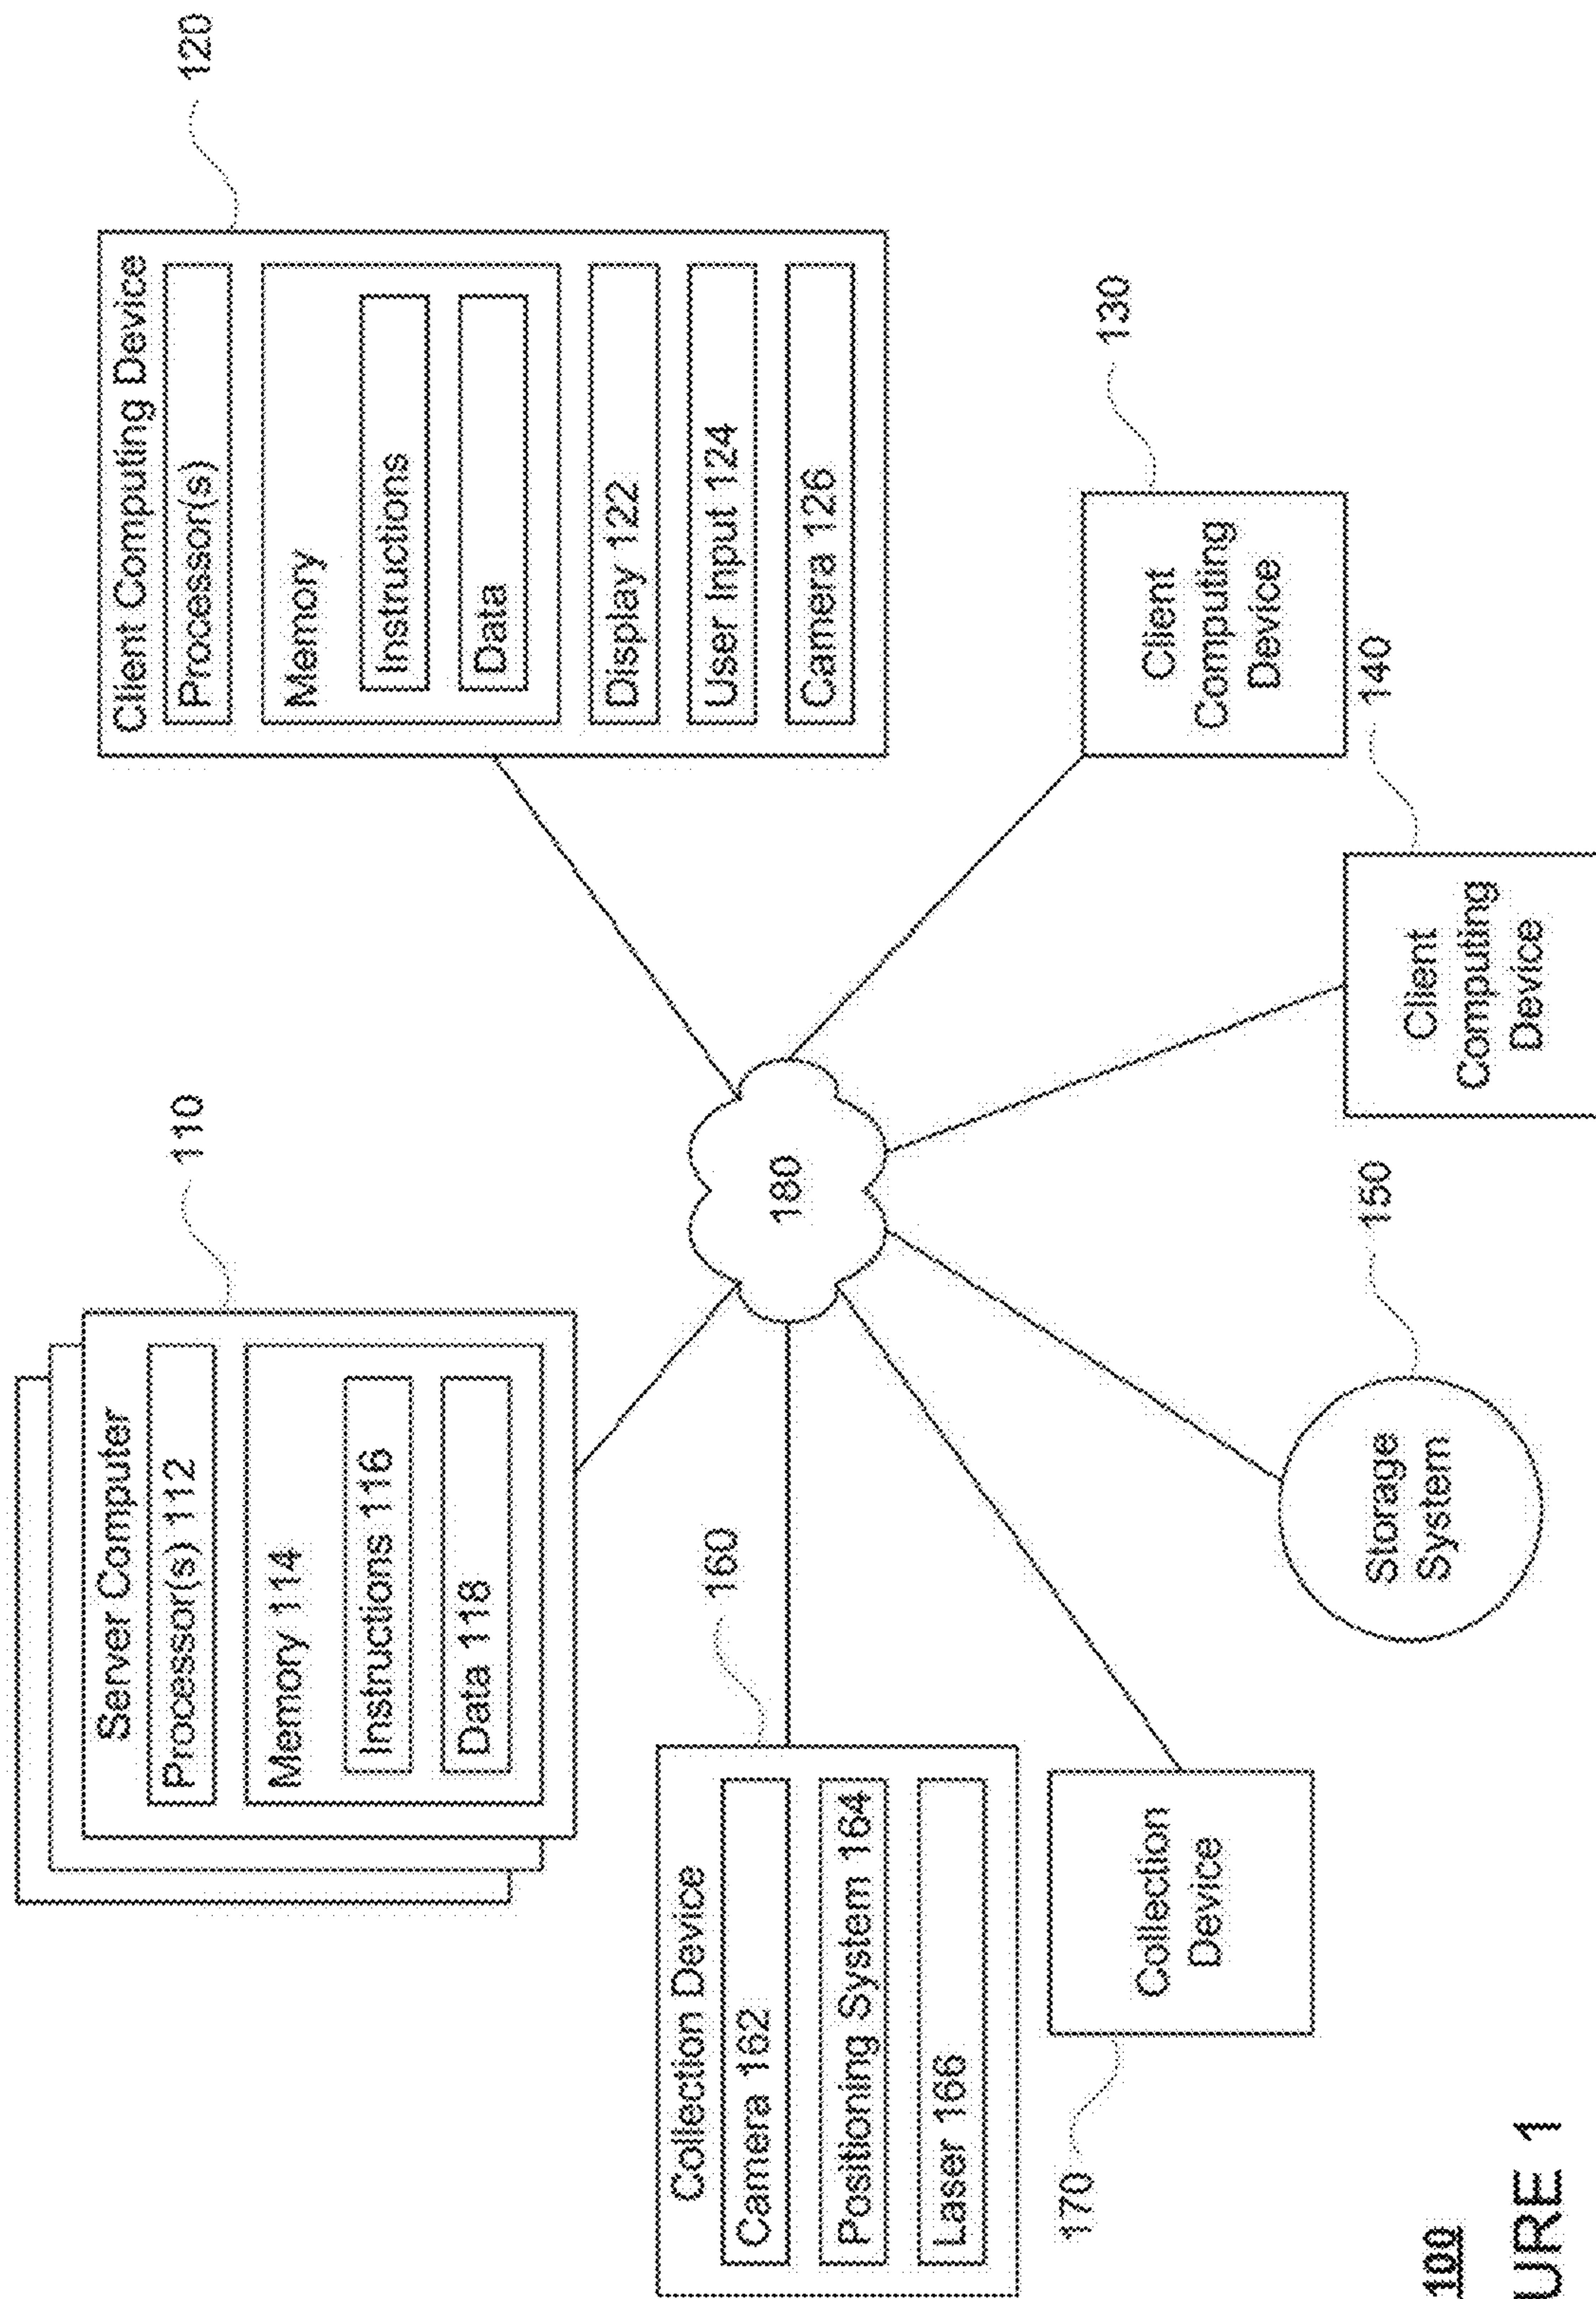 110
Server Computer
Processor(s) 112
Memory 114
Instructions 116
Data 118
120
Client Computing Device
Processor(s)
Memory
Instructions
Data
Display 122
User Input 124
Camera 126
160
Collection Device
Camera 162
Positioning System 164
Laser 166
180
130
Client
Computing
Device
170
Collection
Device
150
Storage
System
140
Client
Computing
Device
100
URE 1